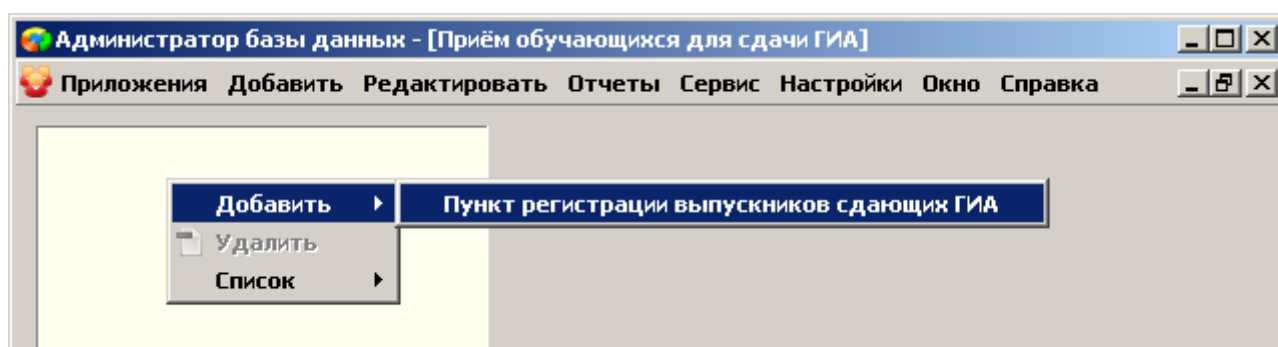 Администратор базы данных - [Приём обучающихся для сдачи ГИА]
Приложения Добавить Редактировать Отчеты Сервис Настройки Окно Справка
Добавить Пункт регистрации выпускников сдающих ГИА
Удалить
Список